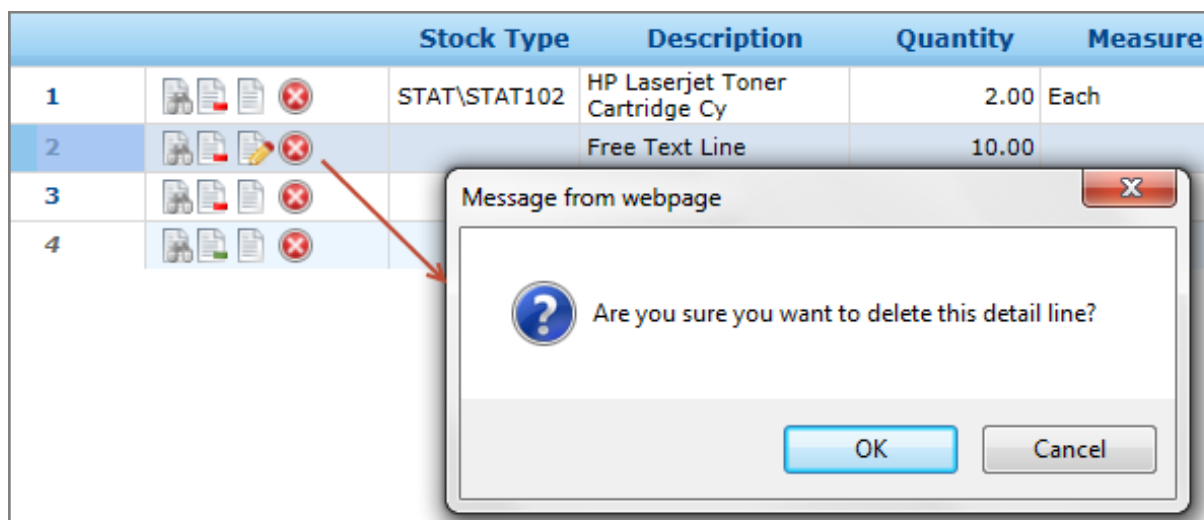 Stock Type Description Quantity Measure
1 STAT\STAT102 HP Laserjet Toner
Cartridge Cy 2.00 Each
2 Free Text Line 10.00
3
4
Message from webpage
Are you sure you want to delete this detail line?
OK Cancel